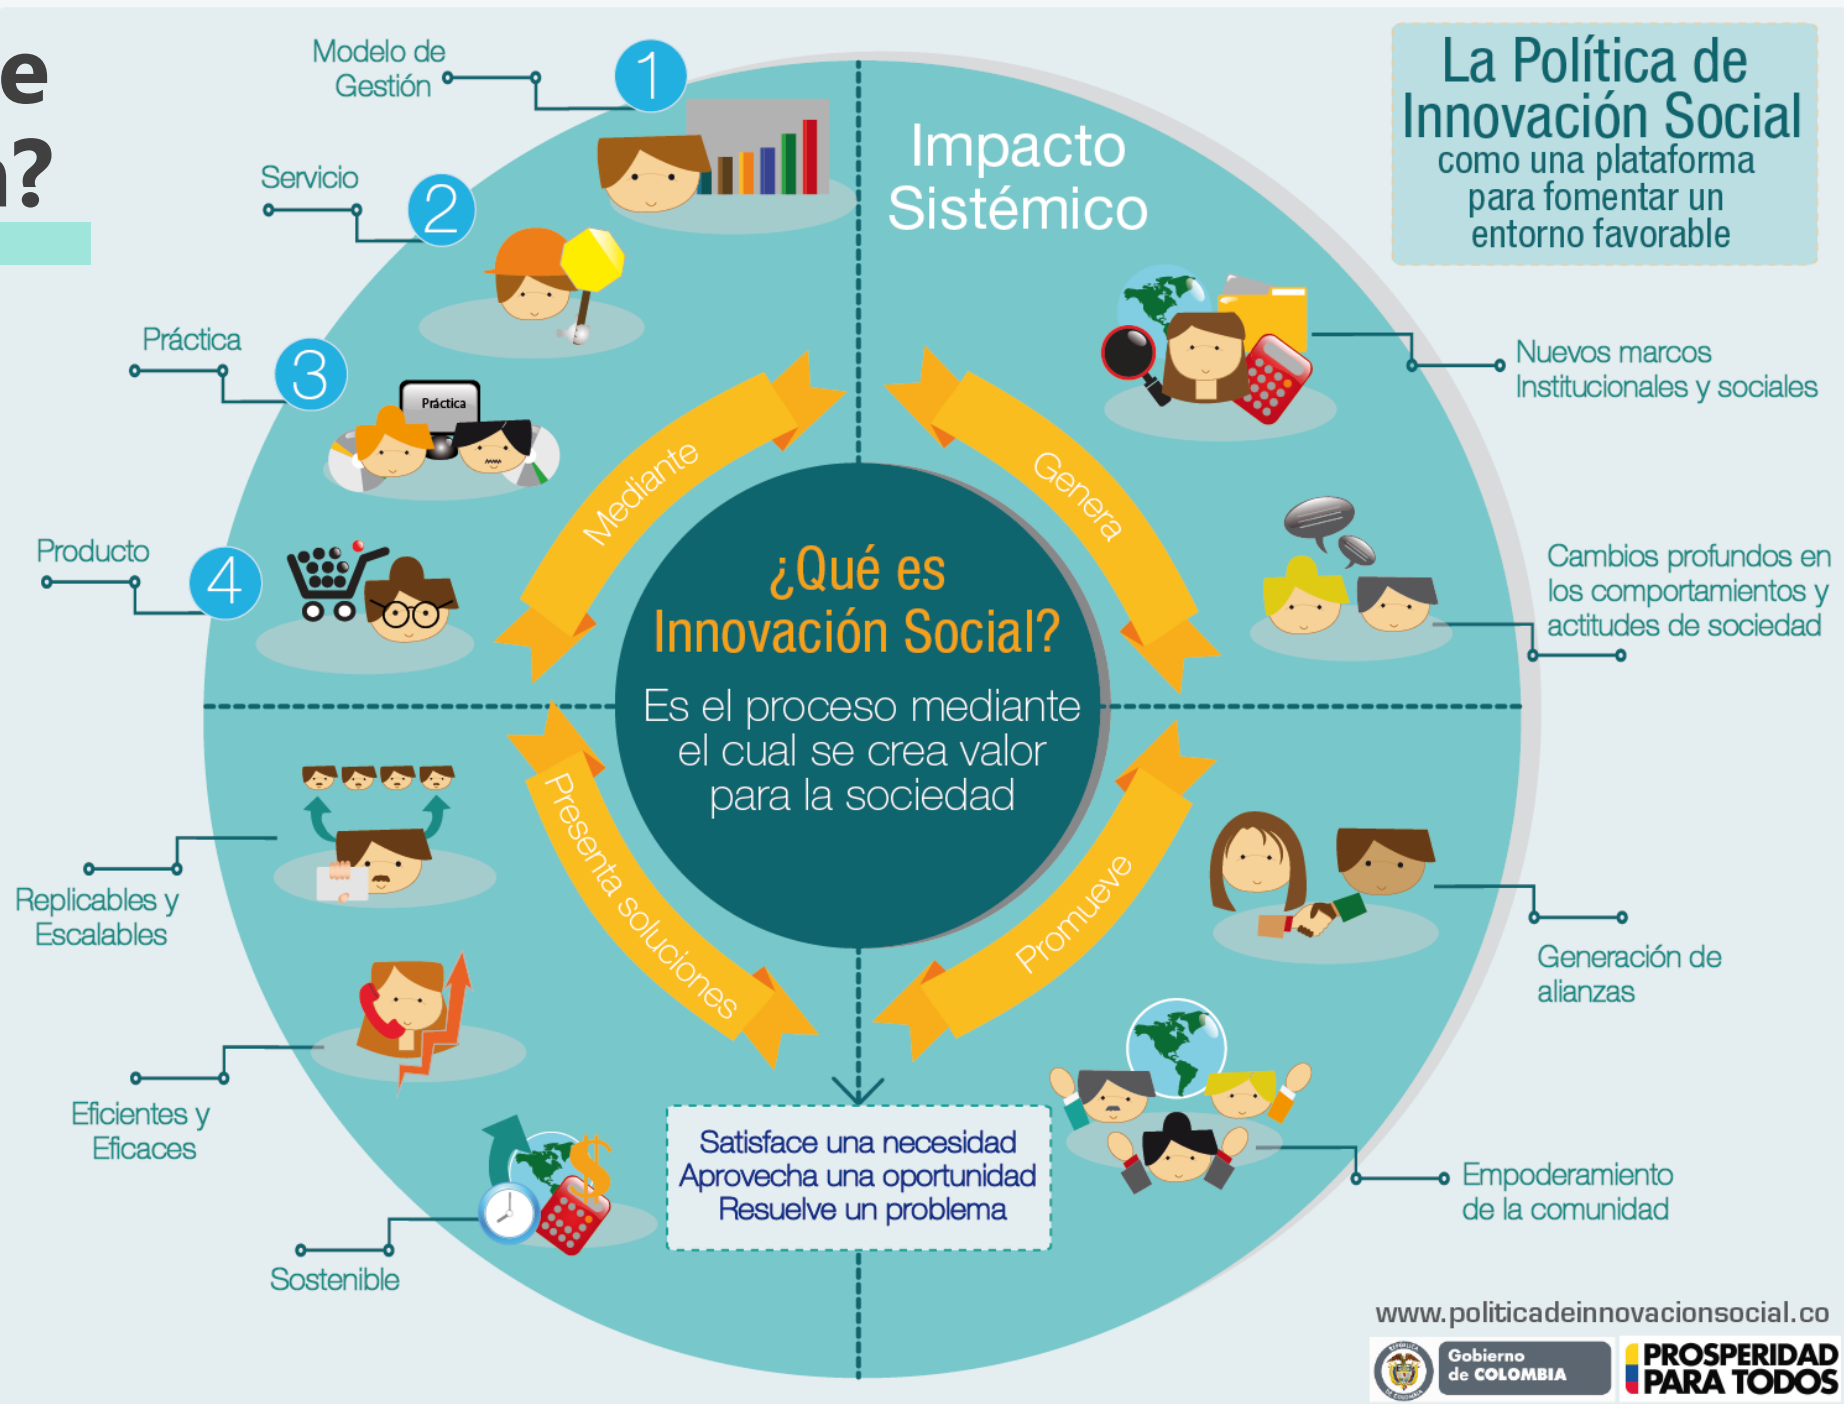 e
?
Modelo de
Gestión
1
Servicio
2
Práctica
3
Práctica
Producto
4
Mediante
Impacto
Sistémico
Genera
La Política de
Innovación Social
como una plataforma
para fomentar un
entorno favorable
Nuevos marcos
Institucionales y sociales
Cambios profundos en
los comportamientos y
actitudes de sociedad
¿Qué es
Innovación Social?
Es el proceso mediante
el cual se crea valor
para la sociedad
Presenta soluciones
Replicables y
Escalables
Eficientes y
Eficaces
Sostenible
Promueve
Generación de
alianzas
Empoderamiento
de la comunidad
Satisface una necesidad
Aprovecha una oportunidad
Resuelve un problema
www.politicadeinnovacionsocial.co
Gobierno
de COLOMBIA
PROSPERIDAD
PARA TODOS